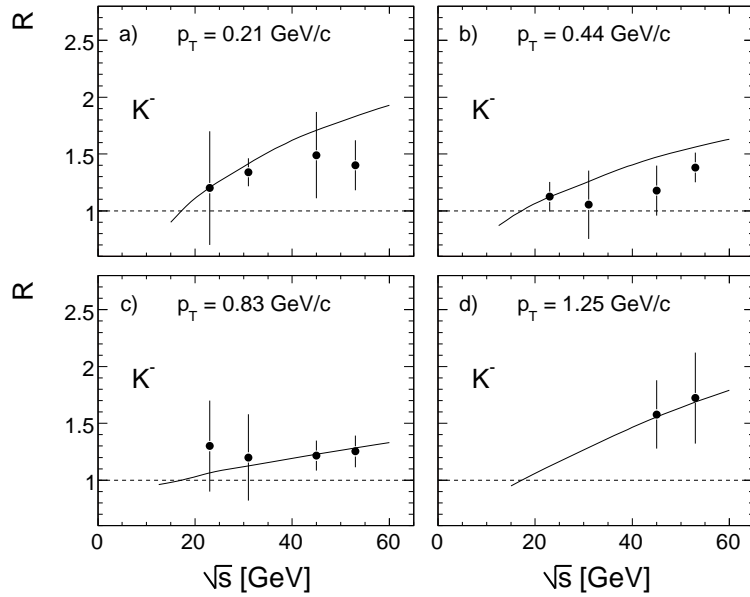 R
a) p_T = 0.21 GeV/c
b) p_T = 0.44 GeV/c
2.5
2
1.5
1
K⁻
K⁻
R
c) p_T = 0.83 GeV/c
d) p_T = 1.25 GeV/c
2.5
2
1.5
1
K⁻
K⁻
0 20 40 60 0 20 40 60
√s [GeV] √s [GeV]